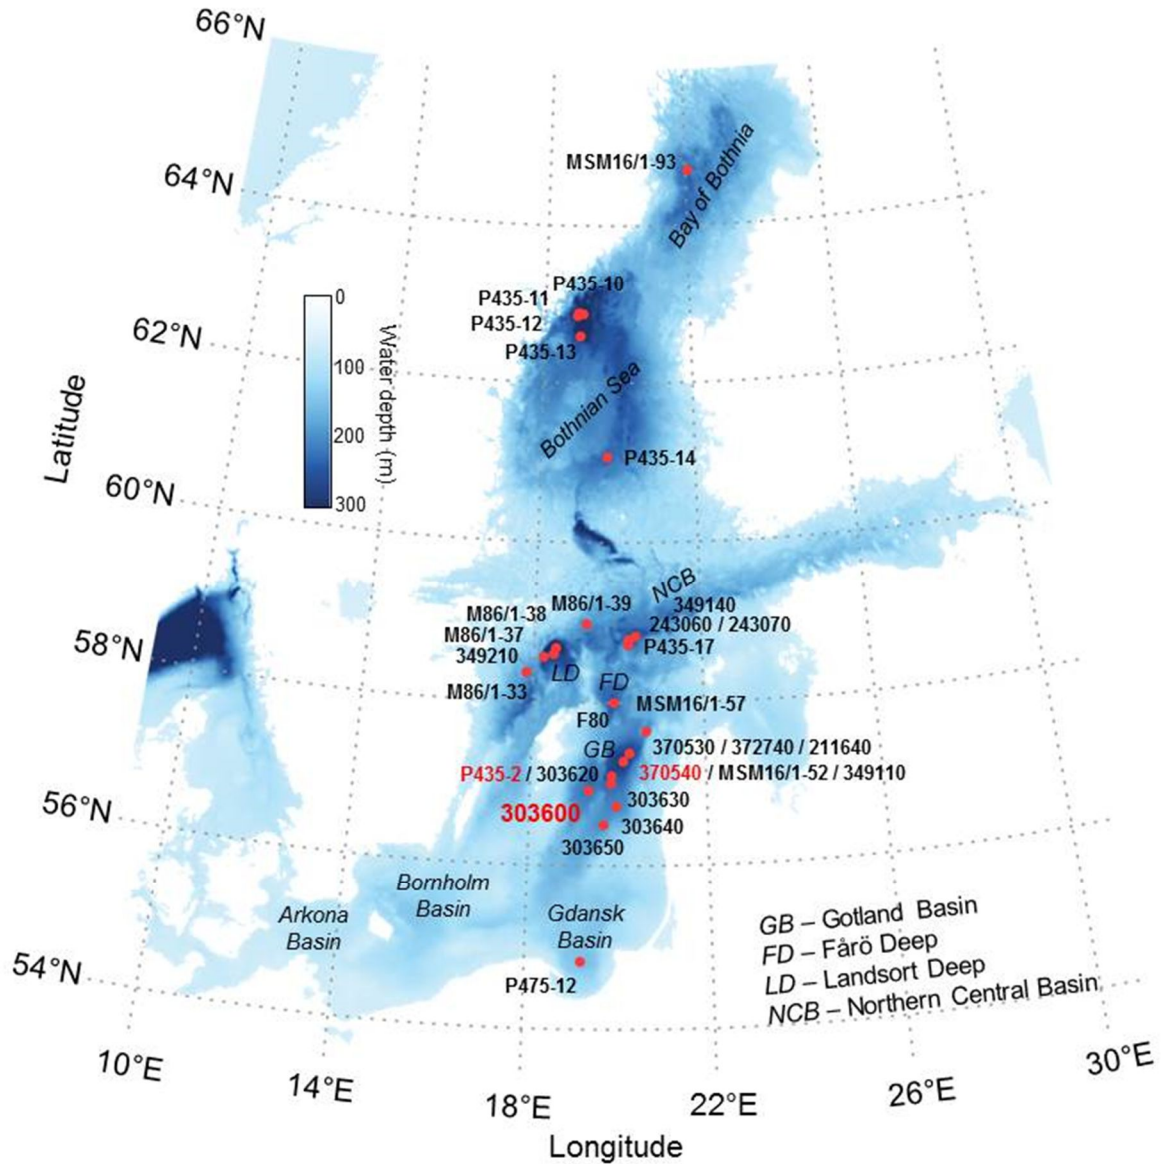 66°N
64°N
62°N
60°N
58°N
56°N
54°N
Latitude
0
100
200
300
Water depth (m)
MSM16/1-93
Bay of Bothnia
P435-10
P435-11
P435-12
P435-13
Bothnian Sea
P435-14
NCB
349140
M86/1-39
M86/1-38
243060 / 243070
M86/1-37
P435-17
349210
LD
FD
M86/1-33
MSM16/1-57
F80
GB
370530 / 372740 / 211640
P435-2 / 303620
370540 / MSM16/1-52 / 349110
303600
303630
303640
303650
Bornholm
Basin
Arkona
Basin
Gdansk
Basin
P475-12
GB – Gotland Basin
FD – Fårö Deep
LD – Landsort Deep
NCB – Northern Central Basin
10°E
14°E
18°E
22°E
26°E
30°E
Longitude